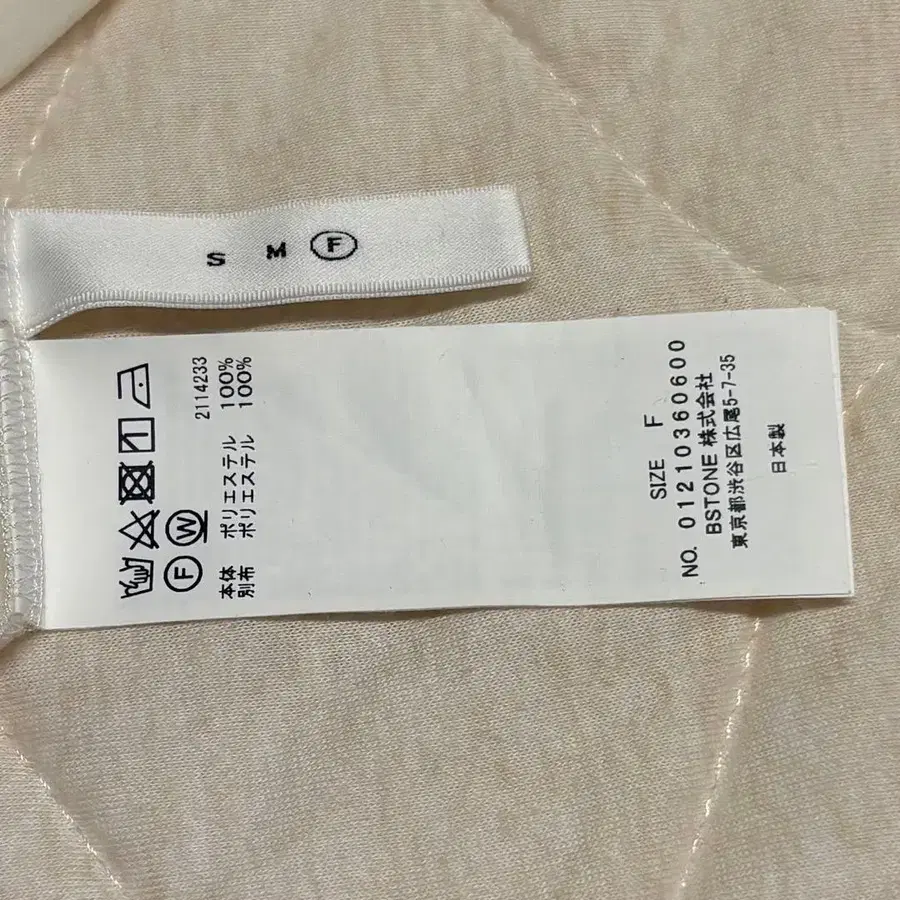 S M F
2114233
本体 ポリエステル 100%
別布 ポリエステル 100%
F W
SIZE F
NO. 0121036060​0
BSTONE 株式会社
東京都渋谷区広尾5-7-35
日本製